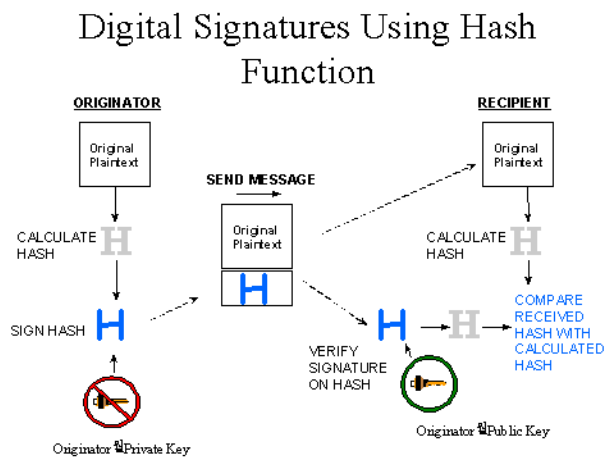 Digital Signatures Using Hash
Function
ORIGINATOR
Original
Plaintext
CALCULATE
HASH
H
SIGN HASH
H
Originator Private Key
SEND MESSAGE
Original
Plaintext
H
RECIPIENT
Original
Plaintext
CALCULATE
HASH
H
VERIFY
SIGNATURE
ON HASH
H
H
COMPARE
RECEIVED
HASH WITH
CALCULATED
HASH
Originator Public Key